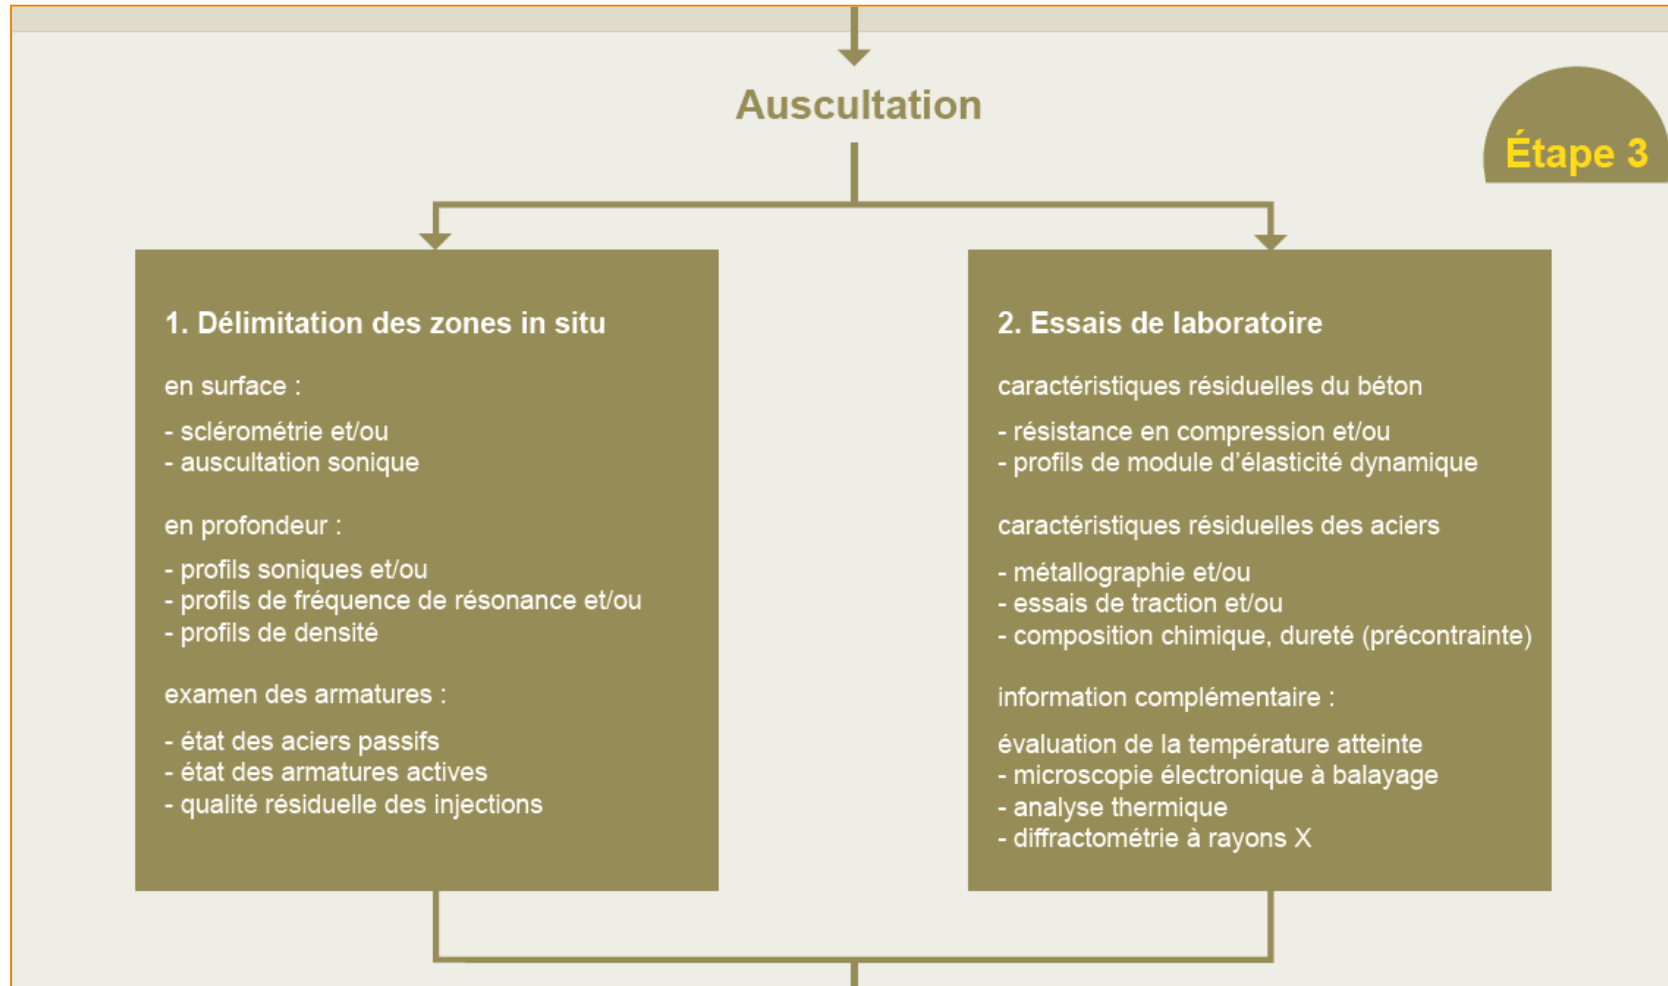 Auscultation
Étape 3
1. Délimitation des zones in situ
en surface :
- sclérométrie et/ou
- auscultation sonique
en profondeur :
- profils soniques et/ou
- profils de fréquence de résonance et/ou
- profils de densité
examen des armatures :
- état des aciers passifs
- état des armatures actives
- qualité résiduelle des injections
2. Essais de laboratoire
caractéristiques résiduelles du béton
- résistance en compression et/ou
- profils de module d’élasticité dynamique
caractéristiques résiduelles des aciers
- métallographie et/ou
- essais de traction et/ou
- composition chimique, dureté (précontrainte)
information complémentaire :
évaluation de la température atteinte
- microscopie électronique à balayage
- analyse thermique
- diffractométrie à rayons X